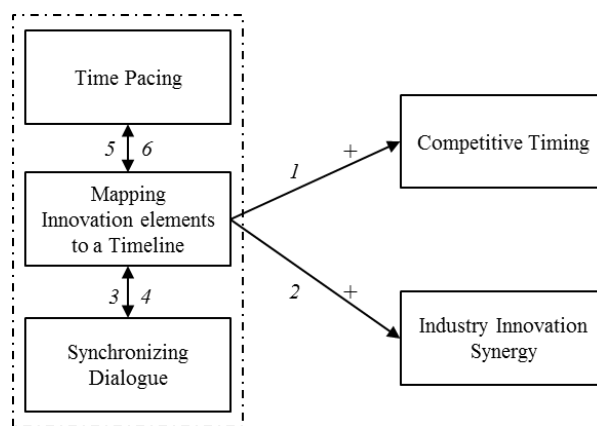 Time Pacing
5 6
Mapping
Innovation elements
to a Timeline
3 4
Synchronizing
Dialogue
1 +
2 +
Competitive Timing
Industry Innovation
Synergy